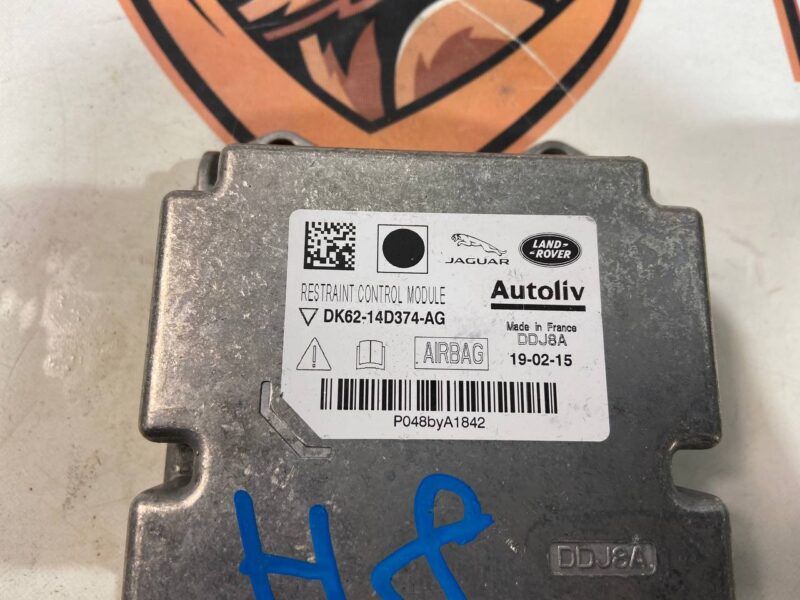 JAGUAR
LAND-
-ROVER
RESTRAINT CONTROL MODULE
DK62-14D374-AG
Autoliv
Made in France
DDJ8A
AIRBAG
19-02-15
P048byA1842
H8
DDJ8A